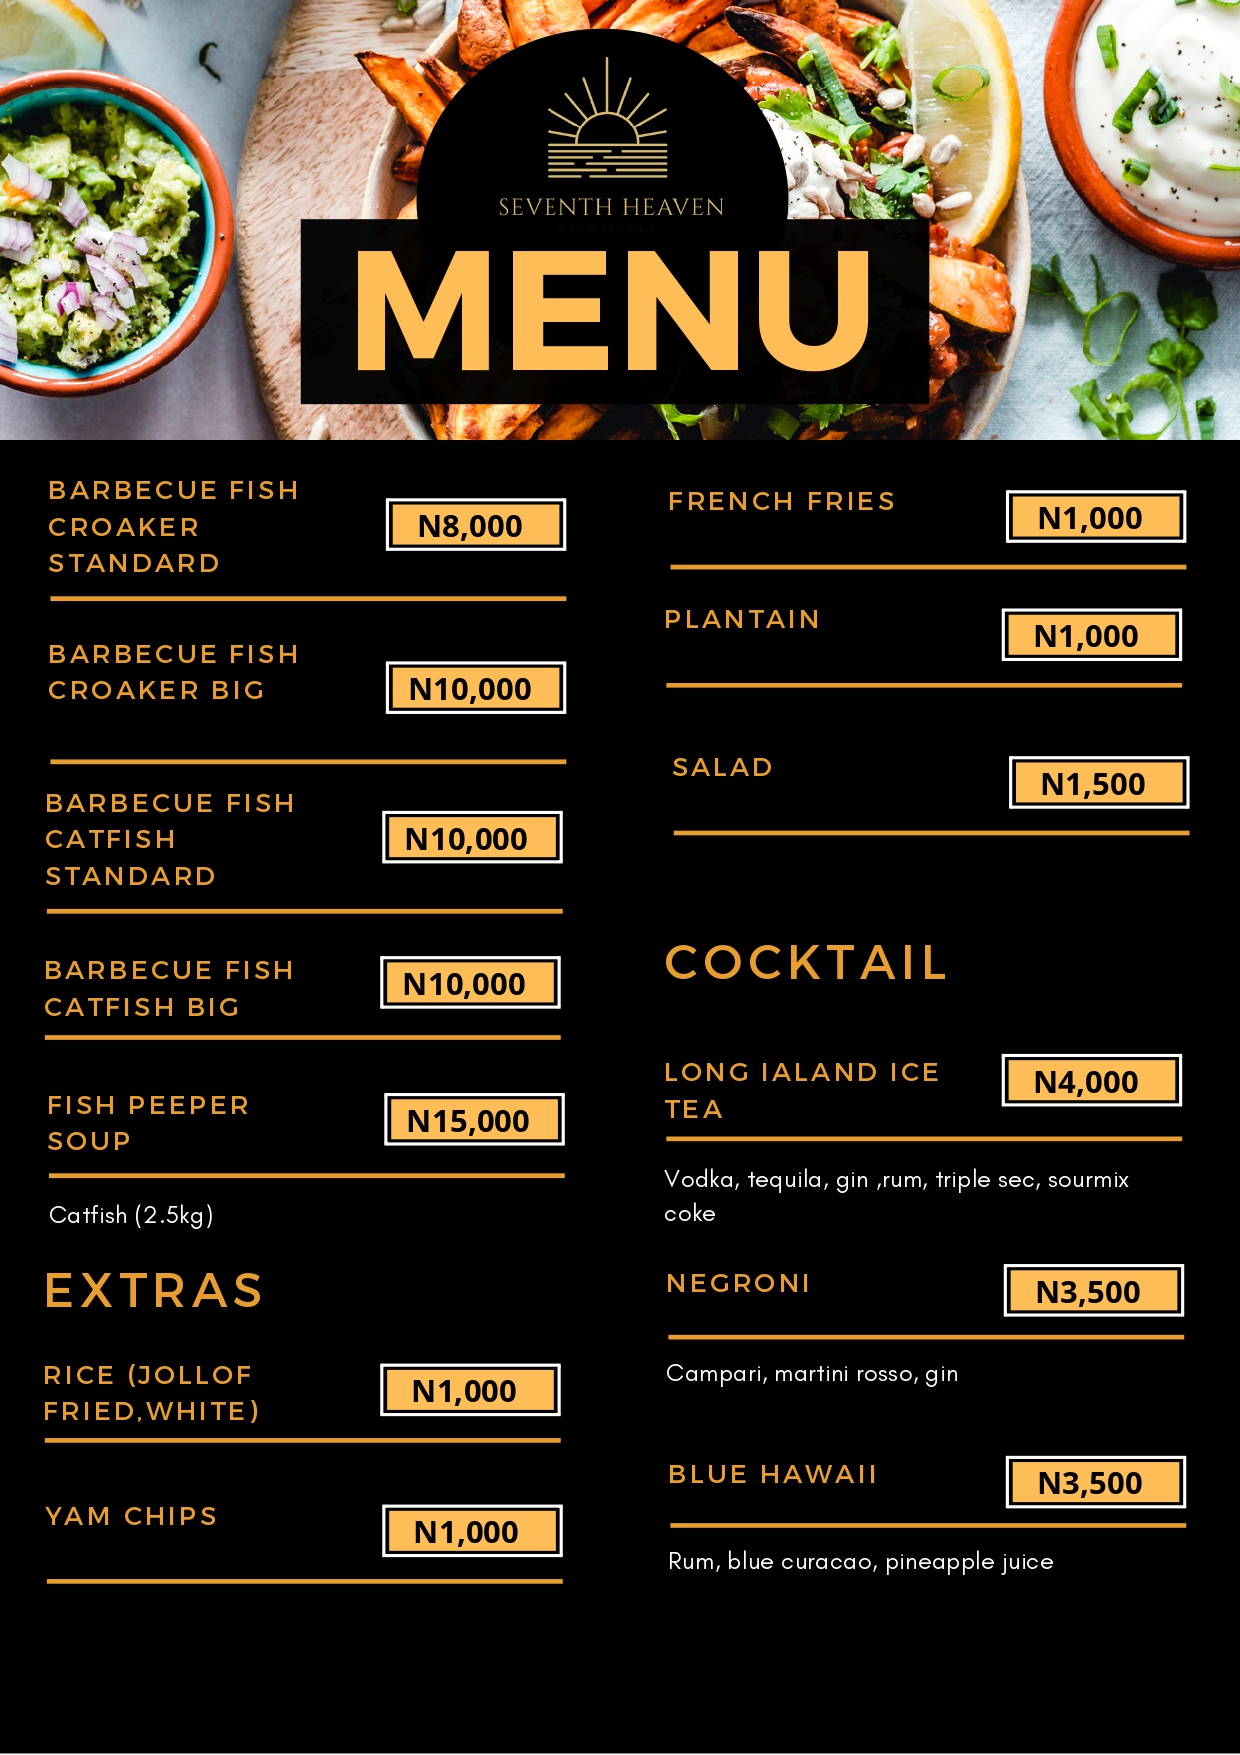 SEVENTH HEAVEN
BAR & LOUNGE
MENU
BARBECUE FISH
CROAKER
STANDARD
N8,000
BARBECUE FISH
CROAKER BIG
N10,000
BARBECUE FISH
CATFISH
STANDARD
N10,000
BARBECUE FISH
CATFISH BIG
N10,000
FISH PEEPER
SOUP
N15,000
Catfish (2.5kg)
EXTRAS
RICE (JOLLOF
FRIED,WHITE)
N1,000
YAM CHIPS
N1,000
FRENCH FRIES
N1,000
PLANTAIN
N1,000
SALAD
N1,500
COCKTAIL
LONG IALAND ICE
TEA
N4,000
Vodka, tequila, gin ,rum, triple sec, sourmix
coke
NEGRONI
N3,500
Campari, martini rosso, gin
BLUE HAWAII
N3,500
Rum, blue curacao, pineapple juice